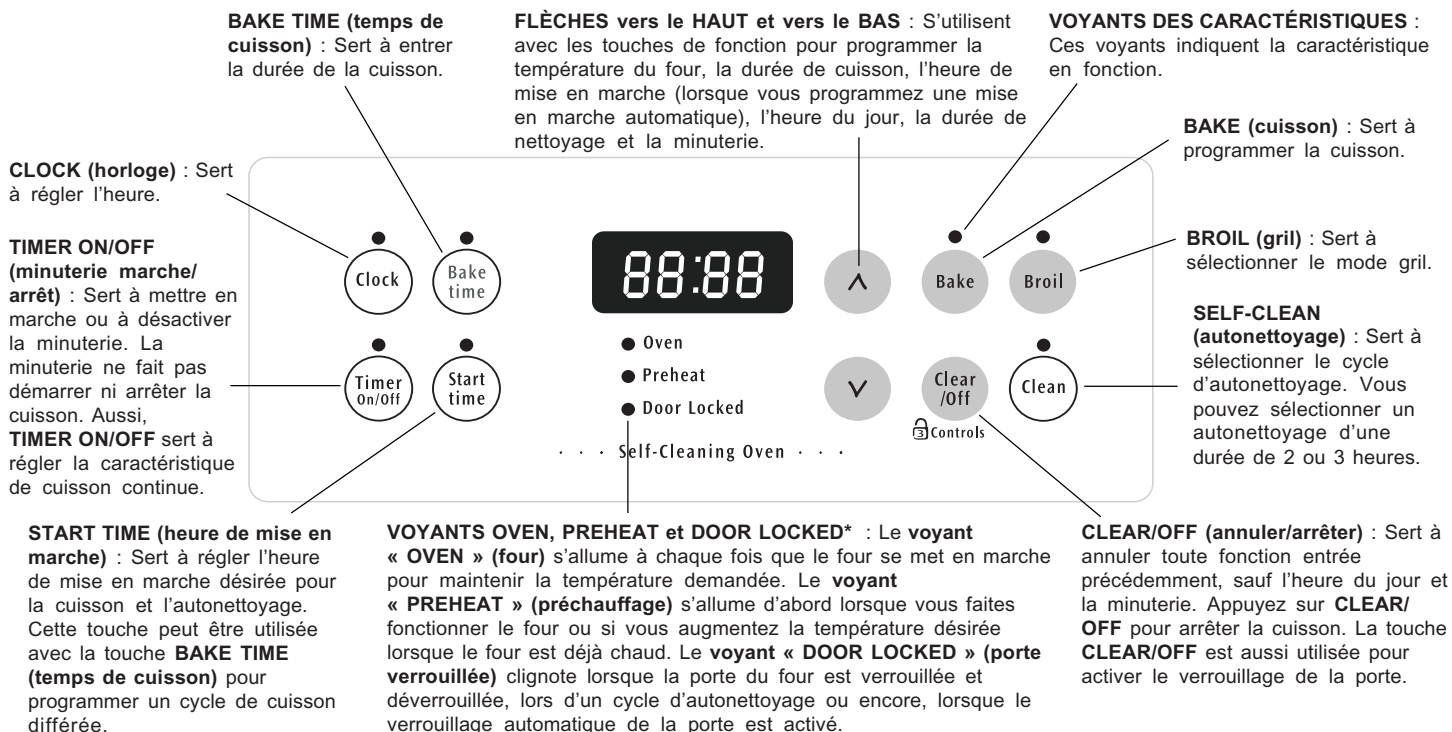 BAKE TIME (temps de
cuisson) : Sert à entrer
la durée de la cuisson.
FLÈCHES vers le HAUT et vers le BAS : S’utilisent
avec les touches de fonction pour programmer la
température du four, la durée de cuisson, l’heure de
mise en marche (lorsque vous programmez une mise
en marche automatique), l’heure du jour, la durée de
nettoyage et la minuterie.
VOYANTS DES CARACTÉRISTIQUES :
Ces voyants indiquent la caractéristique
en fonction.
BAKE (cuisson) : Sert à
programmer la cuisson.
CLOCK (horloge) : Sert
à régler l’heure.
TIMER ON/OFF
(minuterie marche/
arrêt) : Sert à mettre en
marche ou à désactiver
la minuterie. La
minuterie ne fait pas
démarrer ni arrêter la
cuisson. Aussi,
TIMER ON/OFF sert à
régler la caractéristique
de cuisson continue.
Clock
Bake
time
88:88
Bake
Broil
Timer
On/Off
Start
time
Oven
Preheat
Door Locked
Clear
/Off
Clean
3 Controls
· · · Self-Cleaning Oven · · ·
BROIL (gril) : Sert à
sélectionner le mode gril.
SELF-CLEAN
(autonettoyage) : Sert à
sélectionner le cycle
d’autonettoyage. Vous
pouvez sélectionner un
autonettoyage d’une
durée de 2 ou 3 heures.
START TIME (heure de mise en
marche) : Sert à régler l’heure
de mise en marche désirée pour
la cuisson et l’autonettoyage.
Cette touche peut être utilisée
avec la touche BAKE TIME
(temps de cuisson) pour
programmer un cycle de cuisson
différée.
VOYANTS OVEN, PREHEAT et DOOR LOCKED* : Le voyant
« OVEN » (four) s’allume à chaque fois que le four se met en marche
pour maintenir la température demandée. Le voyant
« PREHEAT » (préchauffage) s’allume d’abord lorsque vous faites
fonctionner le four ou si vous augmentez la température désirée
lorsque le four est déjà chaud. Le voyant « DOOR LOCKED » (porte
verrouillée) clignote lorsque la porte du four est verrouillée et
déverrouillée, lors d’un cycle d’autonettoyage ou encore, lorsque le
verrouillage automatique de la porte est activé.
CLEAR/OFF (annuler/arrêter) : Sert à
annuler toute fonction entrée
précédemment, sauf l’heure du jour et
la minuterie. Appuyez sur CLEAR/
OFF pour arrêter la cuisson. La touche
CLEAR/OFF est aussi utilisée pour
activer le verrouillage de la porte.